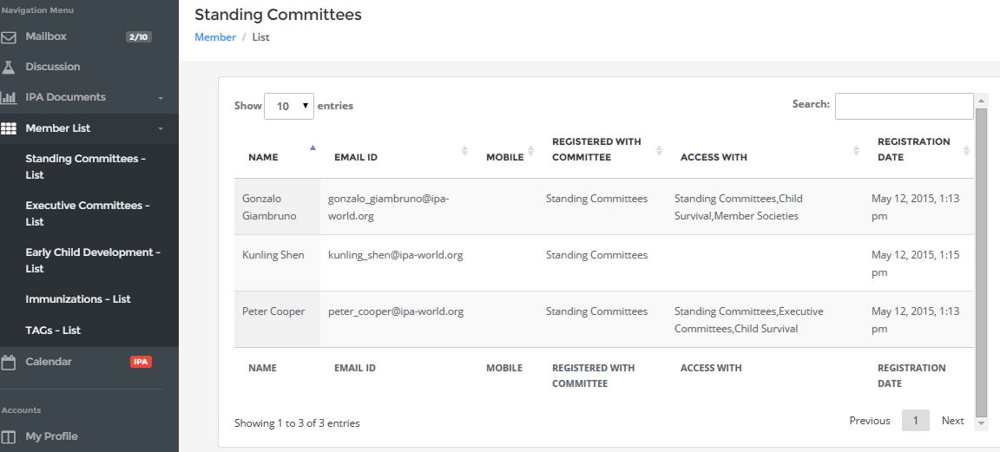 Navigation Menu
Mailbox 2/10
Discussion
IPA Documents
Member List
Standing Committees -
List
Executive Committees -
List
Early Child Development -
List
Immunizations - List
TAGs - List
Calendar IPA
Accounts
My Profile
Standing Committees
Member / List
Show 10 entries Search:
NAME EMAIL ID MOBILE REGISTERED WITH COMMITTEE ACCESS WITH REGISTRATION DATE
Gonzalo Giambruno gonzalo_giambruno@ipa-world.org Standing Committees Standing Committees,Child Survival,Member Societies May 12, 2015, 1:13 pm
Kunling Shen kunling_shen@ipa-world.org Standing Committees May 12, 2015, 1:15 pm
Peter Cooper peter_cooper@ipa-world.org Standing Committees Standing Committees,Executive Committees,Child Survival May 12, 2015, 1:13 pm
NAME EMAIL ID MOBILE REGISTERED WITH COMMITTEE ACCESS WITH REGISTRATION DATE
Showing 1 to 3 of 3 entries Previous 1 Next